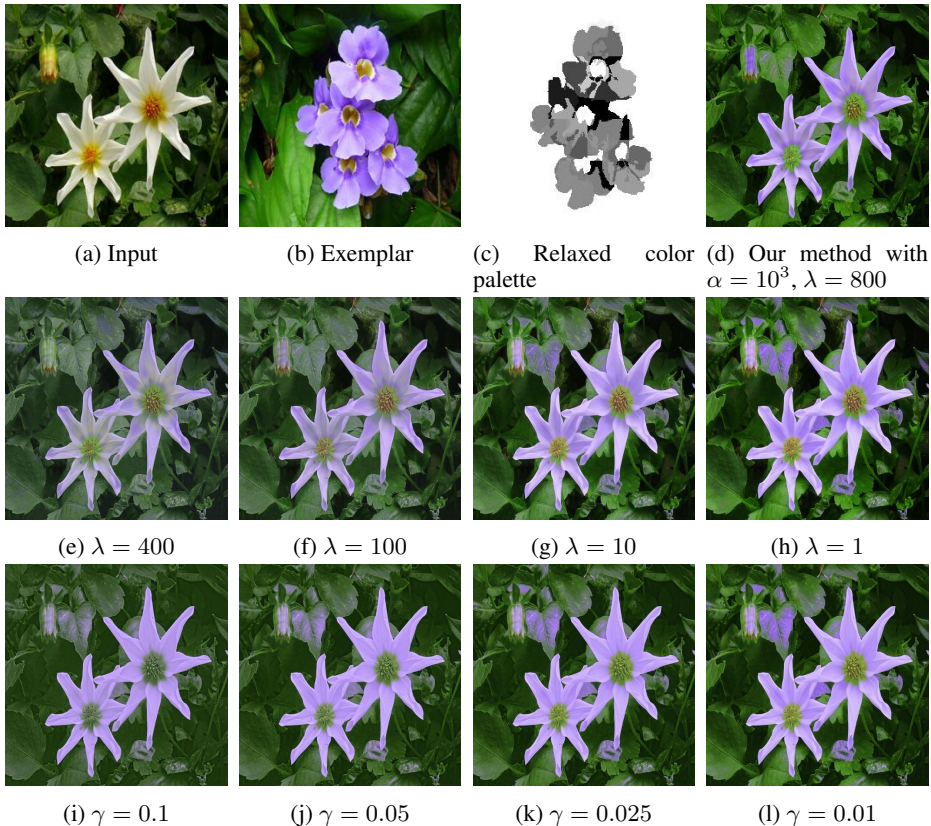 (a) Input
(b) Exemplar
(c) Relaxed color
palette
(d) Our method with
α = 10³, λ = 800
(e) λ = 400
(f) λ = 100
(g) λ = 10
(h) λ = 1
(i) γ = 0.1
(j) γ = 0.05
(k) γ = 0.025
(l) γ = 0.01